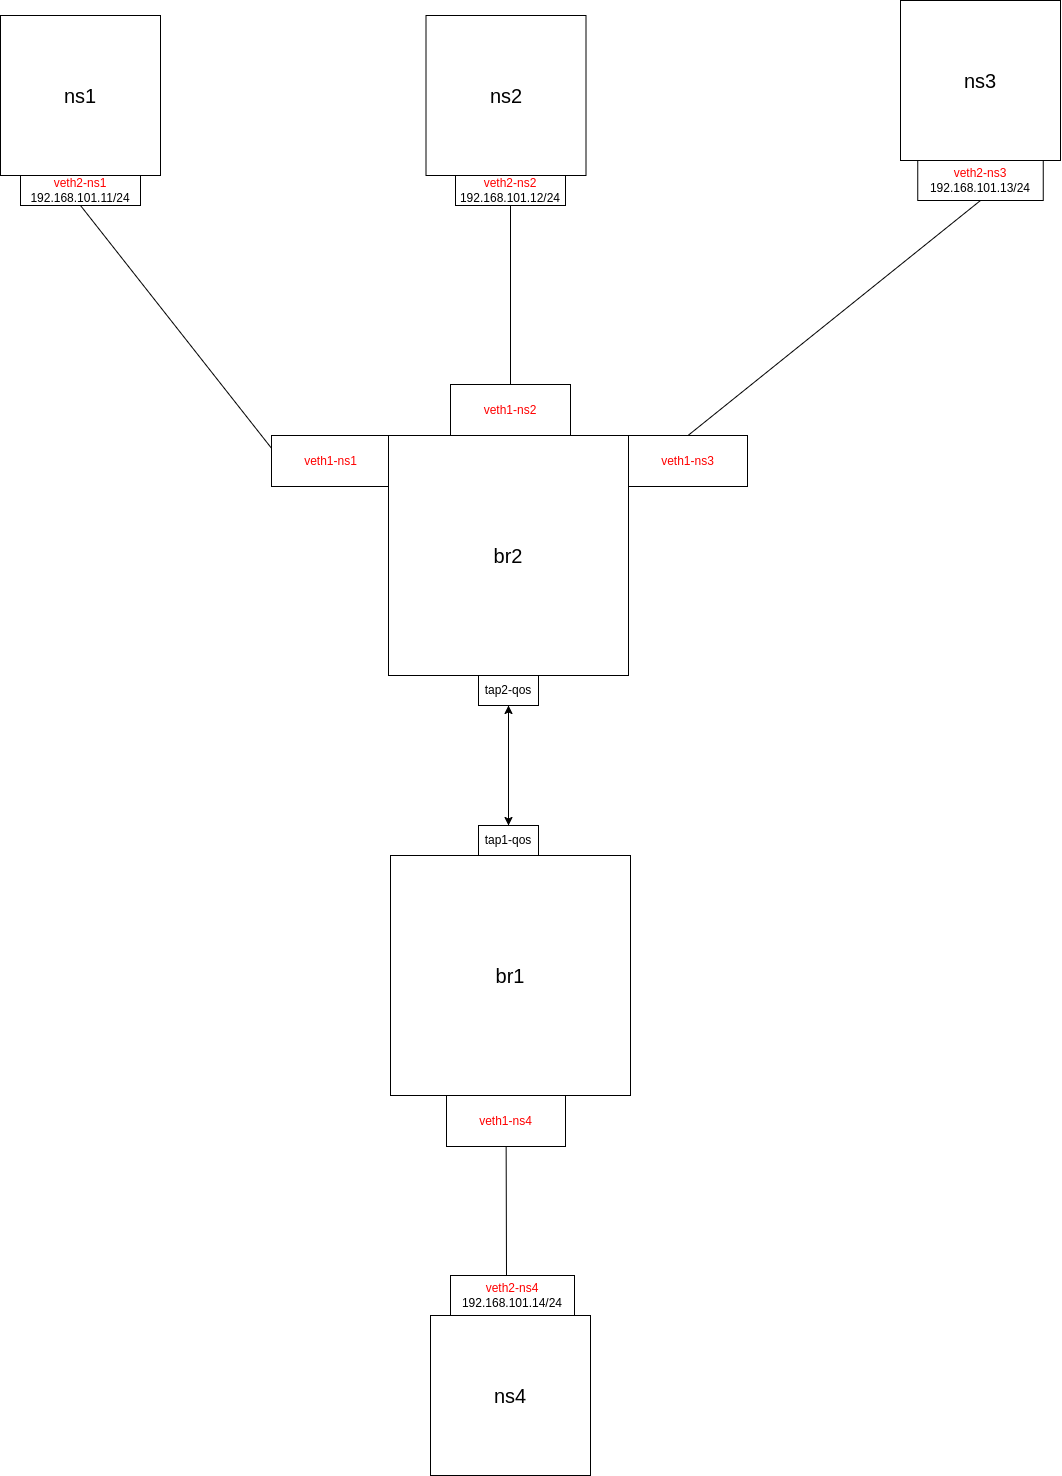 ns1
ns2
ns3
veth2-ns1
192.168.101.11/24
veth2-ns2
192.168.101.12/24
veth2-ns3
192.168.101.13/24
veth1-ns2
veth1-ns1
veth1-ns3
br2
tap2-qos
tap1-qos
br1
veth1-ns4
veth2-ns4
192.168.101.14/24
ns4